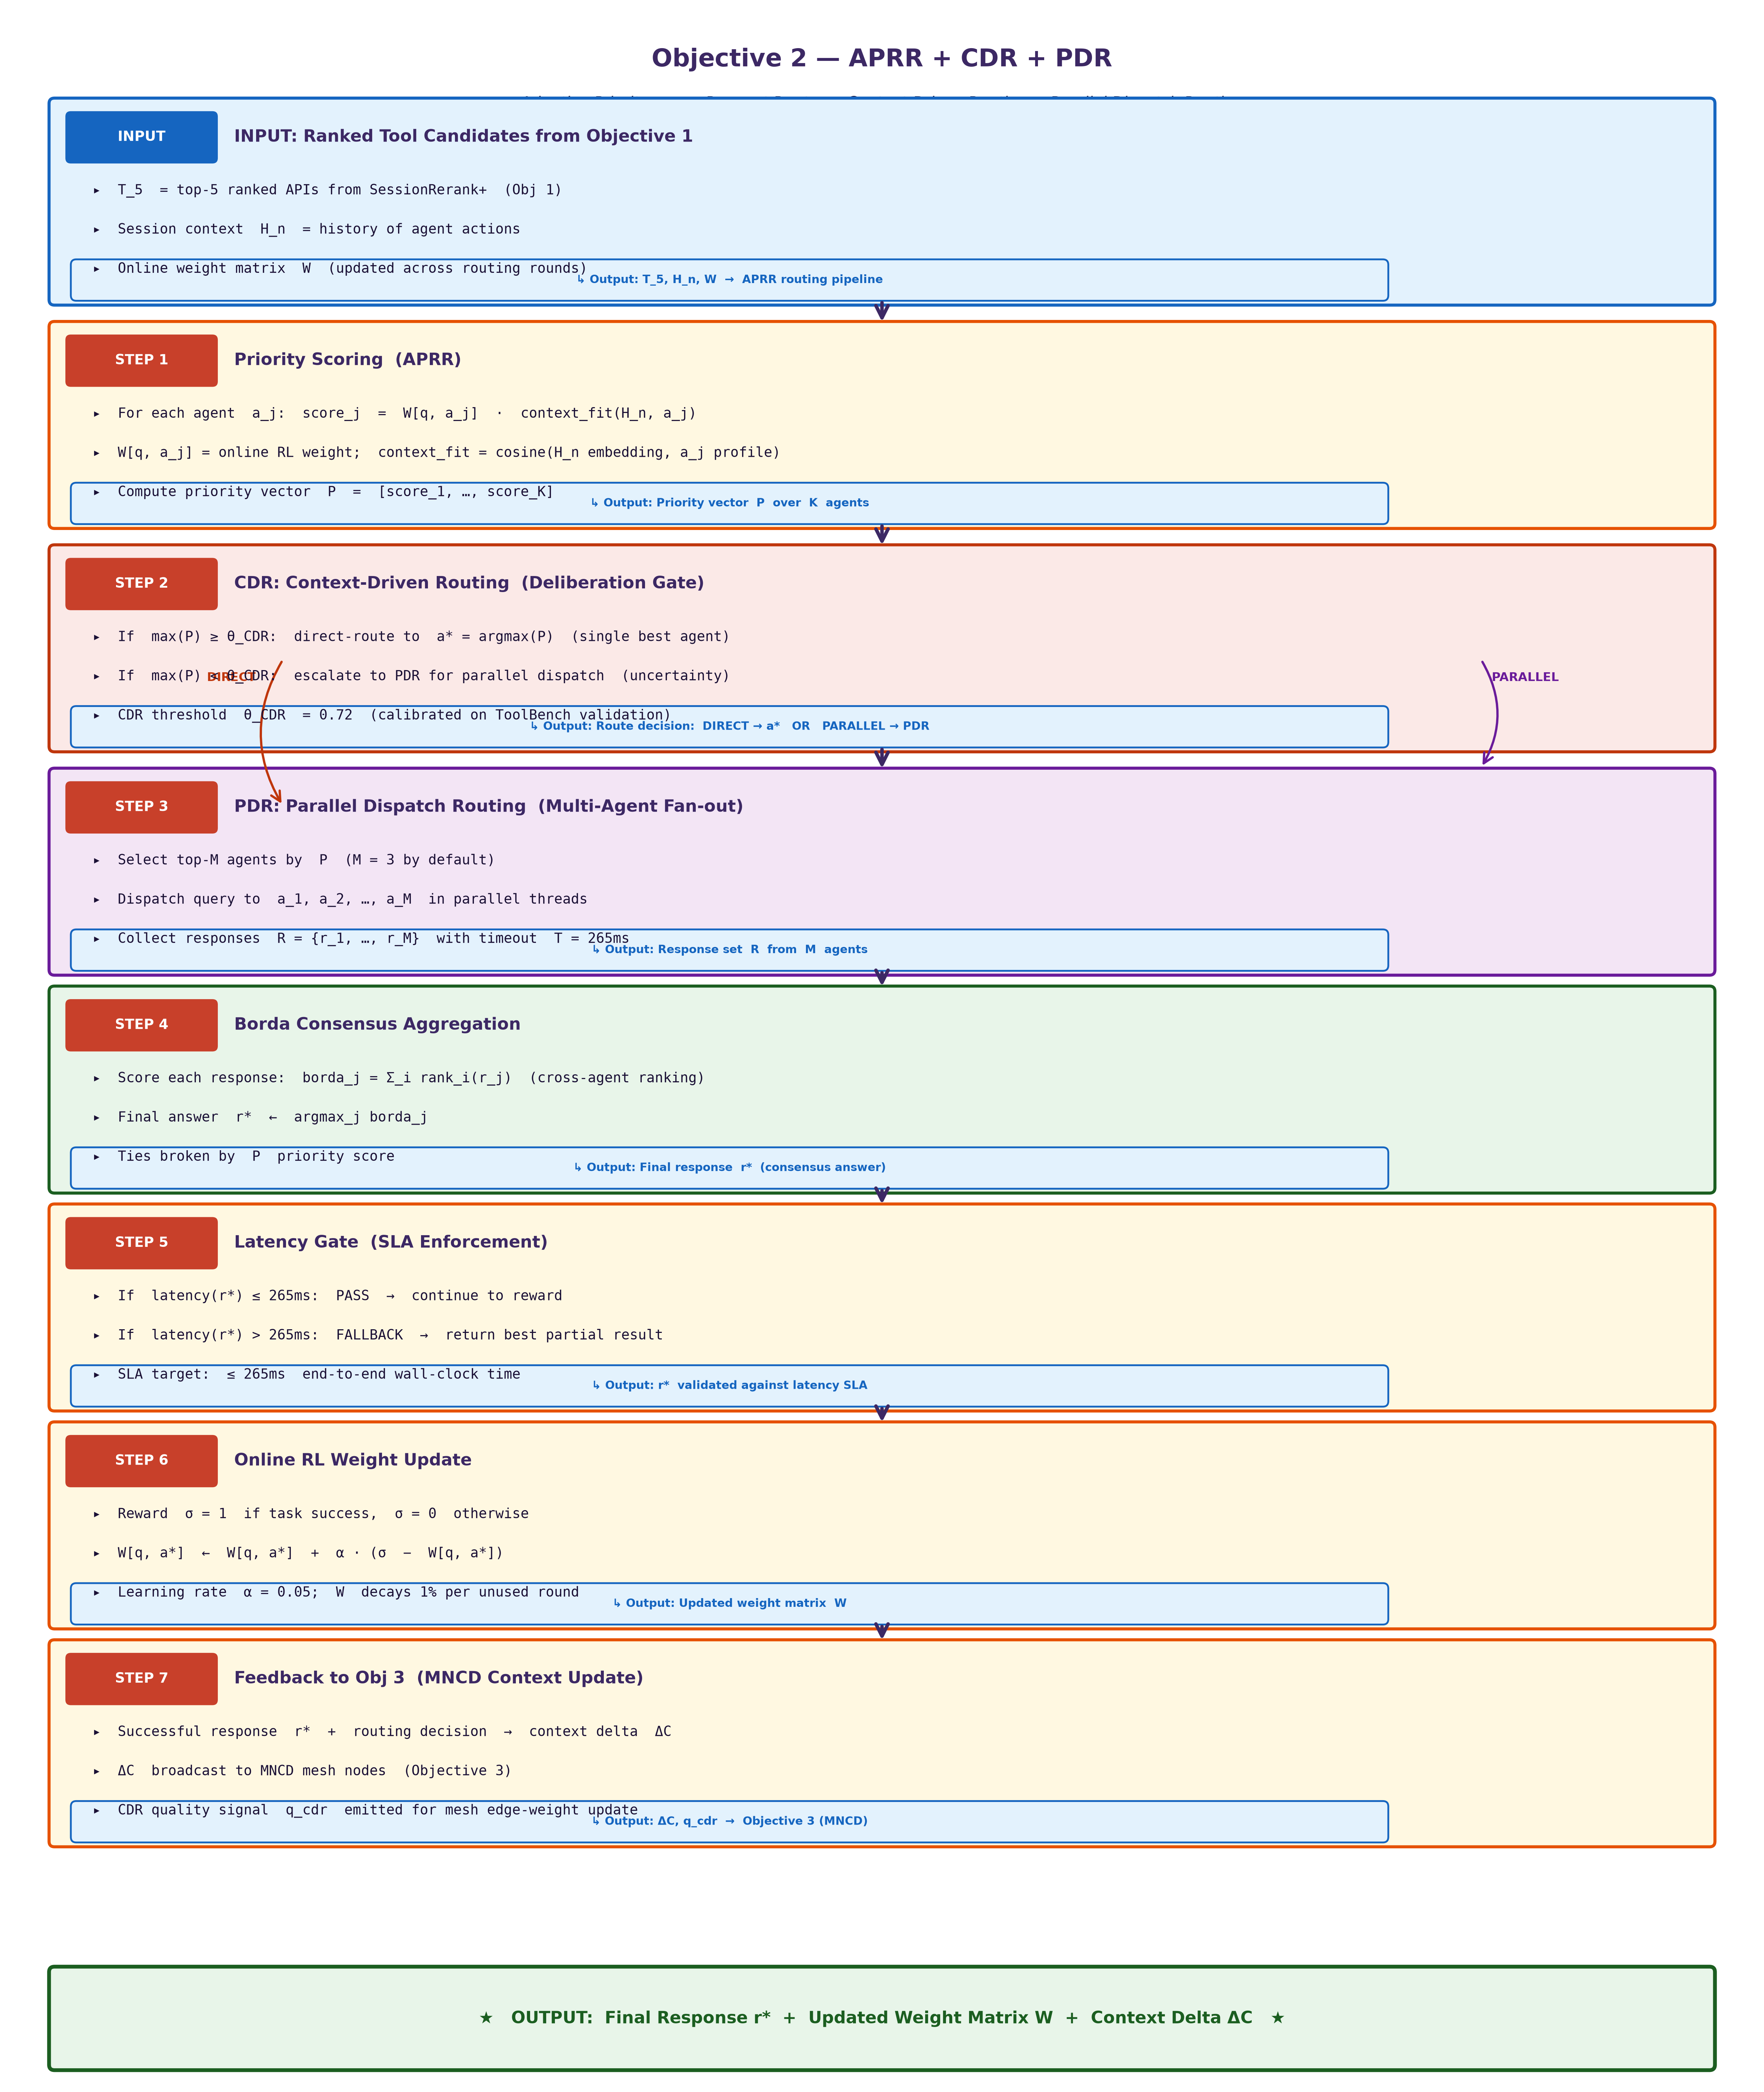 Objective 2 — APRR + CDR + PDR
INPUT
INPUT: Ranked Tool Candidates from Objective 1
▸ T_5 = top-5 ranked APIs from SessionRerank+ (Obj 1)
▸ Session context H_n = history of agent actions
▸ Online weight matrix W (updated across routing rounds)
↳ Output: T_5, H_n, W → APRR routing pipeline
STEP 1
Priority Scoring (APRR)
▸ For each agent a_j: score_j = W[q, a_j] · context_fit(H_n, a_j)
▸ W[q, a_j] = online RL weight; context_fit = cosine(H_n embedding, a_j profile)
▸ Compute priority vector P = [score_1, …, score_K]
↳ Output: Priority vector P over K agents
STEP 2
CDR: Context-Driven Routing (Deliberation Gate)
▸ If max(P) ≥ θ_CDR: direct-route to a* = argmax(P) (single best agent)
▸ If max(P) < θ_CDR: escalate to PDR for parallel dispatch (uncertainty)
DIRECT
PARALLEL
▸ CDR threshold θ_CDR = 0.72 (calibrated on ToolBench validation)
↳ Output: Route decision: DIRECT → a* OR PARALLEL → PDR
STEP 3
PDR: Parallel Dispatch Routing (Multi-Agent Fan-out)
▸ Select top-M agents by P (M = 3 by default)
▸ Dispatch query to a_1, a_2, …, a_M in parallel threads
▸ Collect responses R = {r_1, …, r_M} with timeout T = 265ms
↳ Output: Response set R from M agents
STEP 4
Borda Consensus Aggregation
▸ Score each response: borda_j = Σ_i rank_i(r_j) (cross-agent ranking)
▸ Final answer r* ← argmax_j borda_j
▸ Ties broken by P priority score
↳ Output: Final response r* (consensus answer)
STEP 5
Latency Gate (SLA Enforcement)
▸ If latency(r*) ≤ 265ms: PASS → continue to reward
▸ If latency(r*) > 265ms: FALLBACK → return best partial result
▸ SLA target: ≤ 265ms end-to-end wall-clock time
↳ Output: r* validated against latency SLA
STEP 6
Online RL Weight Update
▸ Reward σ = 1 if task success, σ = 0 otherwise
▸ W[q, a*] ← W[q, a*] + α · (σ − W[q, a*])
▸ Learning rate α = 0.05; W decays 1% per unused round
↳ Output: Updated weight matrix W
STEP 7
Feedback to Obj 3 (MNCD Context Update)
▸ Successful response r* + routing decision → context delta ΔC
▸ ΔC broadcast to MNCD mesh nodes (Objective 3)
▸ CDR quality signal q_cdr emitted for mesh edge-weight update
↳ Output: ΔC, q_cdr → Objective 3 (MNCD)
★ OUTPUT: Final Response r* + Updated Weight Matrix W + Context Delta ΔC ★